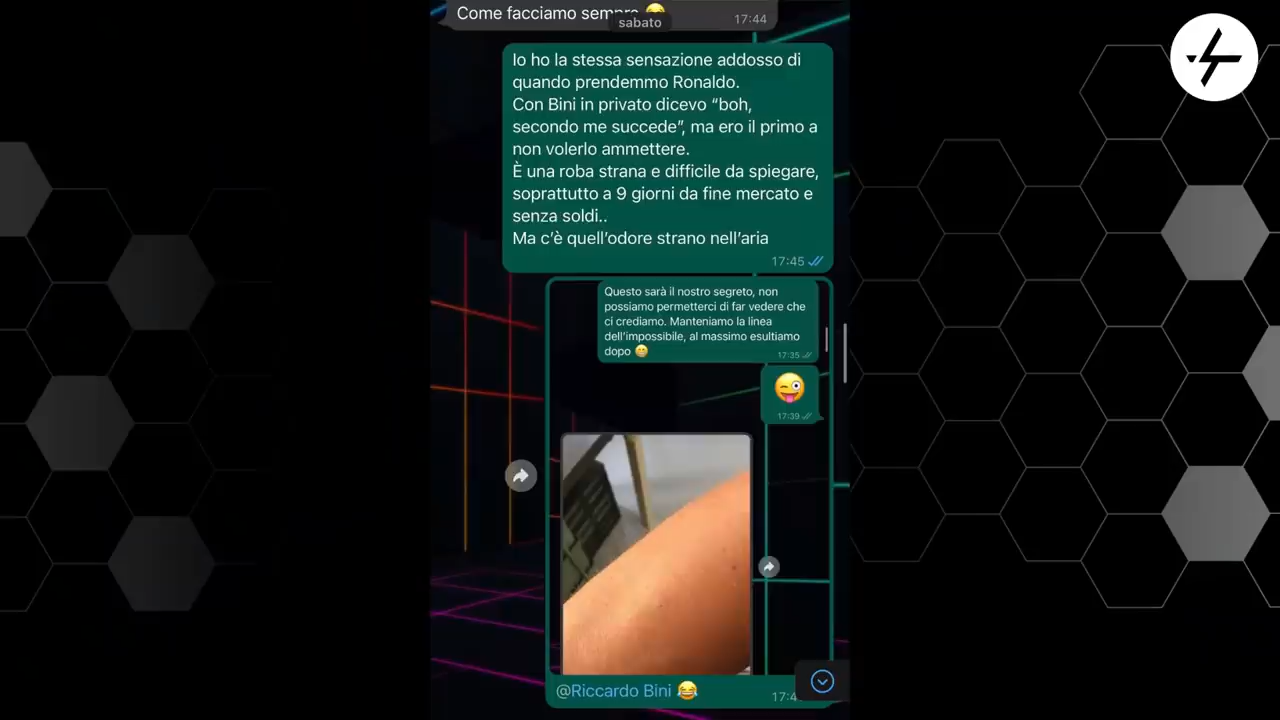 Come facciamo sempre 😂
17:44
sabato
Io ho la stessa sensazione addosso di
quando prendemmo Ronaldo.
Con Bini in privato dicevo “boh,
secondo me succede”, ma ero il primo a
non volerlo ammettere.
È una roba strana e difficile da spiegare,
soprattutto a 9 giorni da fine mercato e
senza soldi..
Ma c’è quell’odore strano nell’aria
17:45
Questo sarà il nostro segreto, non
possiamo permetterci di far vedere che
ci crediamo. Manteniamo la linea
dell’impossibile, al massimo esultiamo
dopo 😁
17:35
😜
17:39
@Riccardo Bini 😂